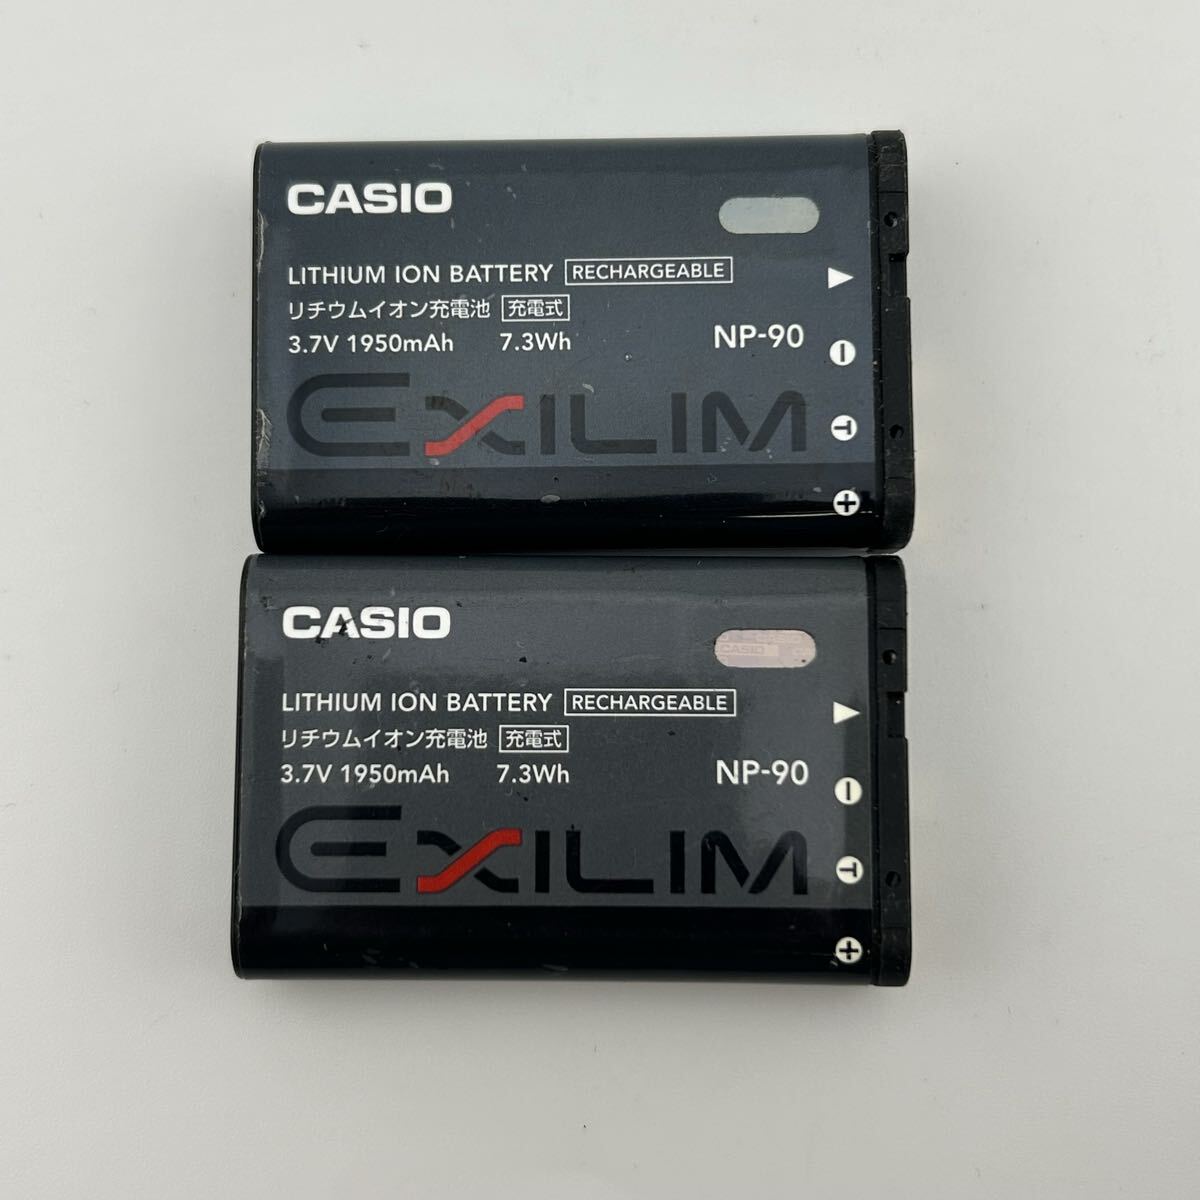 CASIO
LITHIUM ION BATTERY RECHARGEABLE
リチウムイオン充電池 充電式
3.7V 1950mAh 7.3Wh NP-90
EXILIM
T
CASIO
CASIO
CASIO
LITHIUM ION BATTERY RECHARGEABLE
リチウムイオン充電池 充電式
3.7V 1950mAh 7.3Wh NP-90
EXILIM
T